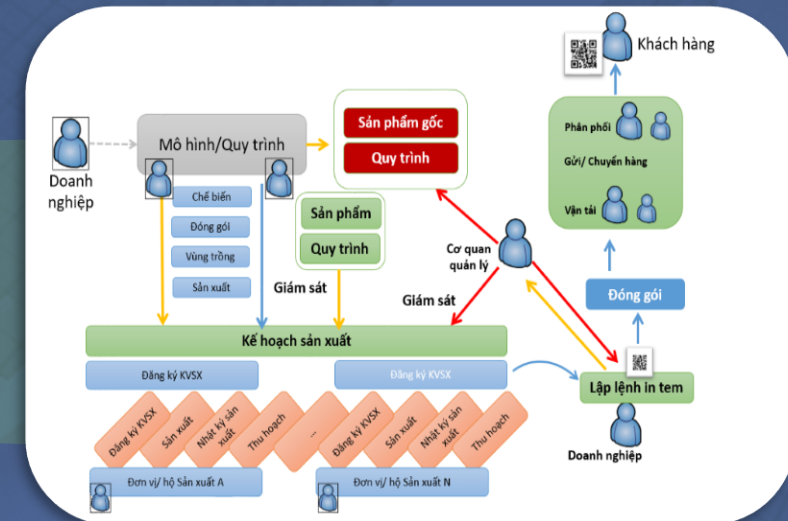 Khách hàng
Phân phối
Gửi/ Chuyển hàng
Vận tải
Sản phẩm gốc
Quy trình
Mô hình/Quy trình
Doanh
nghiệp
Chế biến
Đóng gói
Vùng trồng
Sản xuất
Sản phẩm
Quy trình
Cơ quan
quản lý
Giám sát
Giám sát
Đóng gói
Kế hoạch sản xuất
Đăng ký KVSX
Đăng ký KVSX
Lập lệnh in tem
Doanh nghiệp
Đăng ký KVSX
Sản xuất
Nhật ký sản
xuất
Thu hoạch
...
Đăng ký KVSX
Sản xuất
Nhật ký sản
xuất
Thu hoạch
Đơn vị/ hộ Sản xuất A
Đơn vị/ hộ Sản xuất N